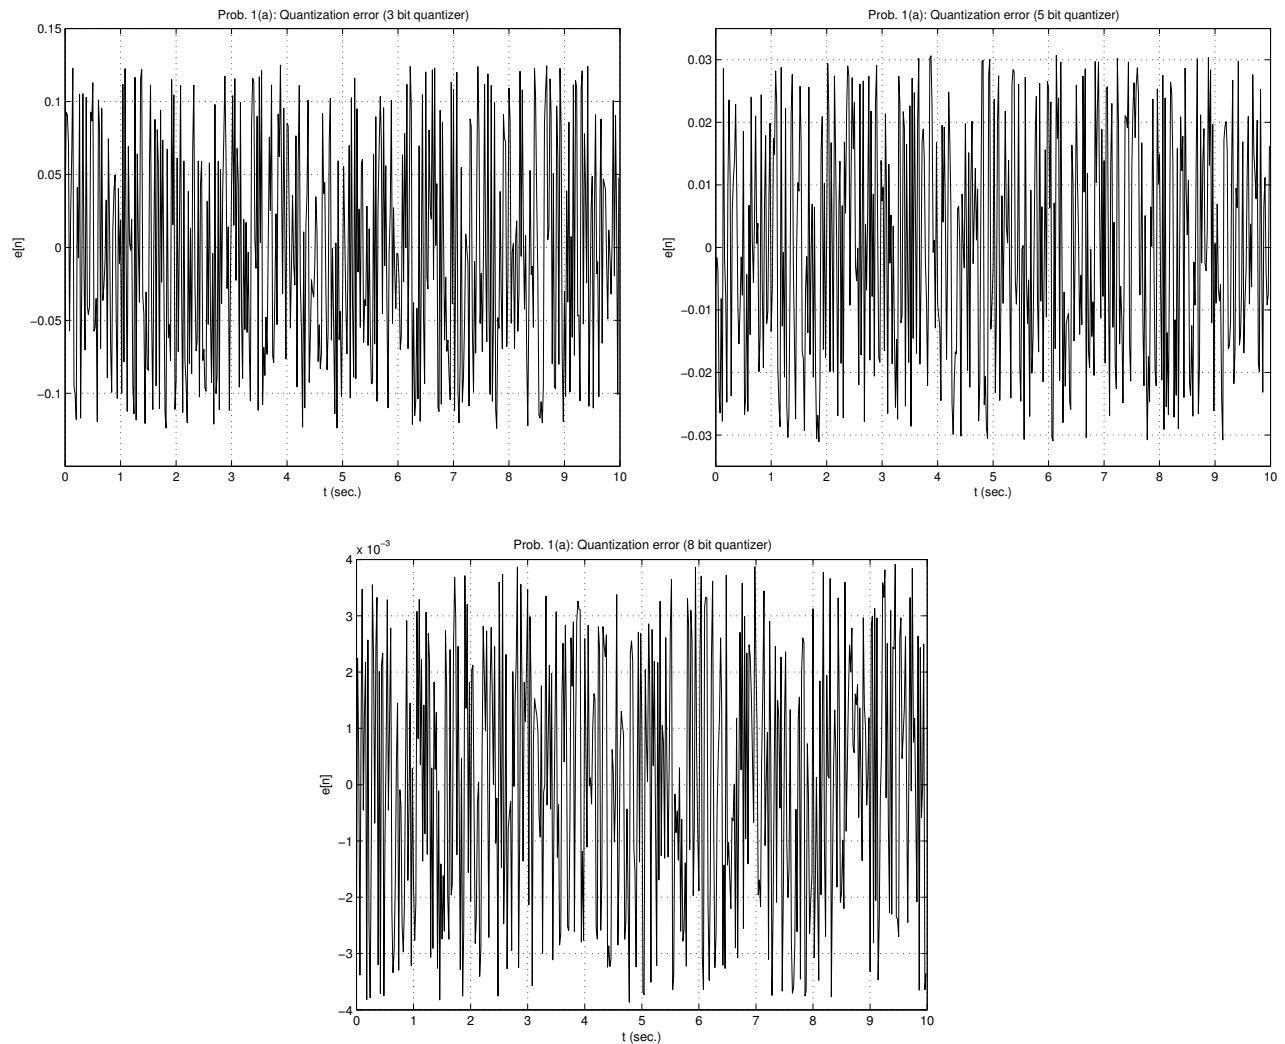 Prob. 1(a): Quantization error (3 bit quantizer)
0.15
0.1
0.05
0
−0.05
−0.1
e[n]
0 1 2 3 4 5 6 7 8 9 10
t (sec.)
Prob. 1(a): Quantization error (5 bit quantizer)
0.03
0.02
0.01
0
−0.01
−0.02
−0.03
e[n]
0 1 2 3 4 5 6 7 8 9 10
t (sec.)
Prob. 1(a): Quantization error (8 bit quantizer)
x 10⁻³
4
3
2
1
0
−1
−2
−3
−4
e[n]
0 1 2 3 4 5 6 7 8 9 10
t (sec.)